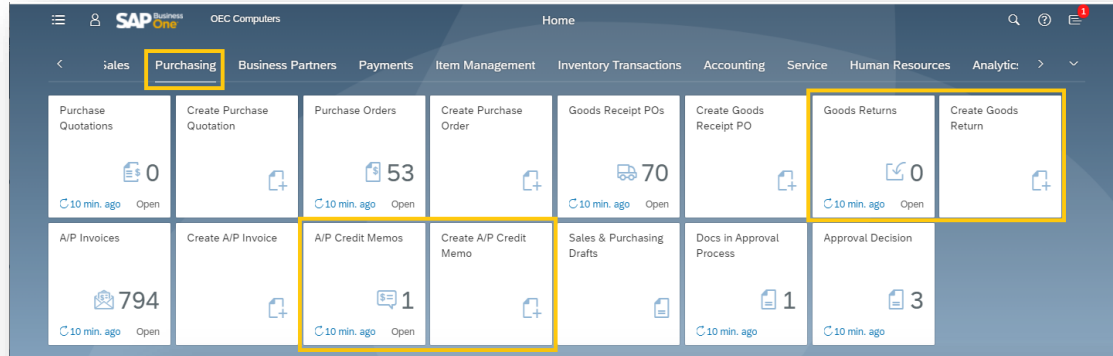 SAP Business One OEC Computers Home 1
Sales Purchasing Business Partners Payments Item Management Inventory Transactions Accounting Service Human Resources Analytic:
Purchase Quotations
0
10 min. ago Open
Create Purchase Quotation
Purchase Orders
53
10 min. ago Open
Create Purchase Order
Goods Receipt POs
70
10 min. ago Open
Create Goods Receipt PO
Goods Returns
0
10 min. ago Open
Create Goods Return
A/P Invoices
794
10 min. ago Open
Create A/P Invoice
A/P Credit Memos
1
10 min. ago Open
Create A/P Credit Memo
Sales & Purchasing Drafts
Docs in Approval Process
1
10 min. ago
Approval Decision
3
10 min. ago